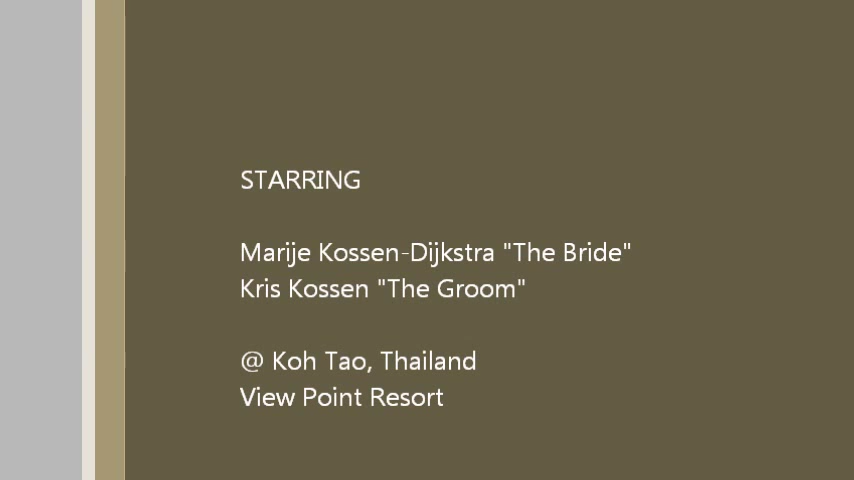 STARRING
Marije Kossen-Dijkstra "The Bride"
Kris Kossen "The Groom"
@ Koh Tao, Thailand
View Point Resort